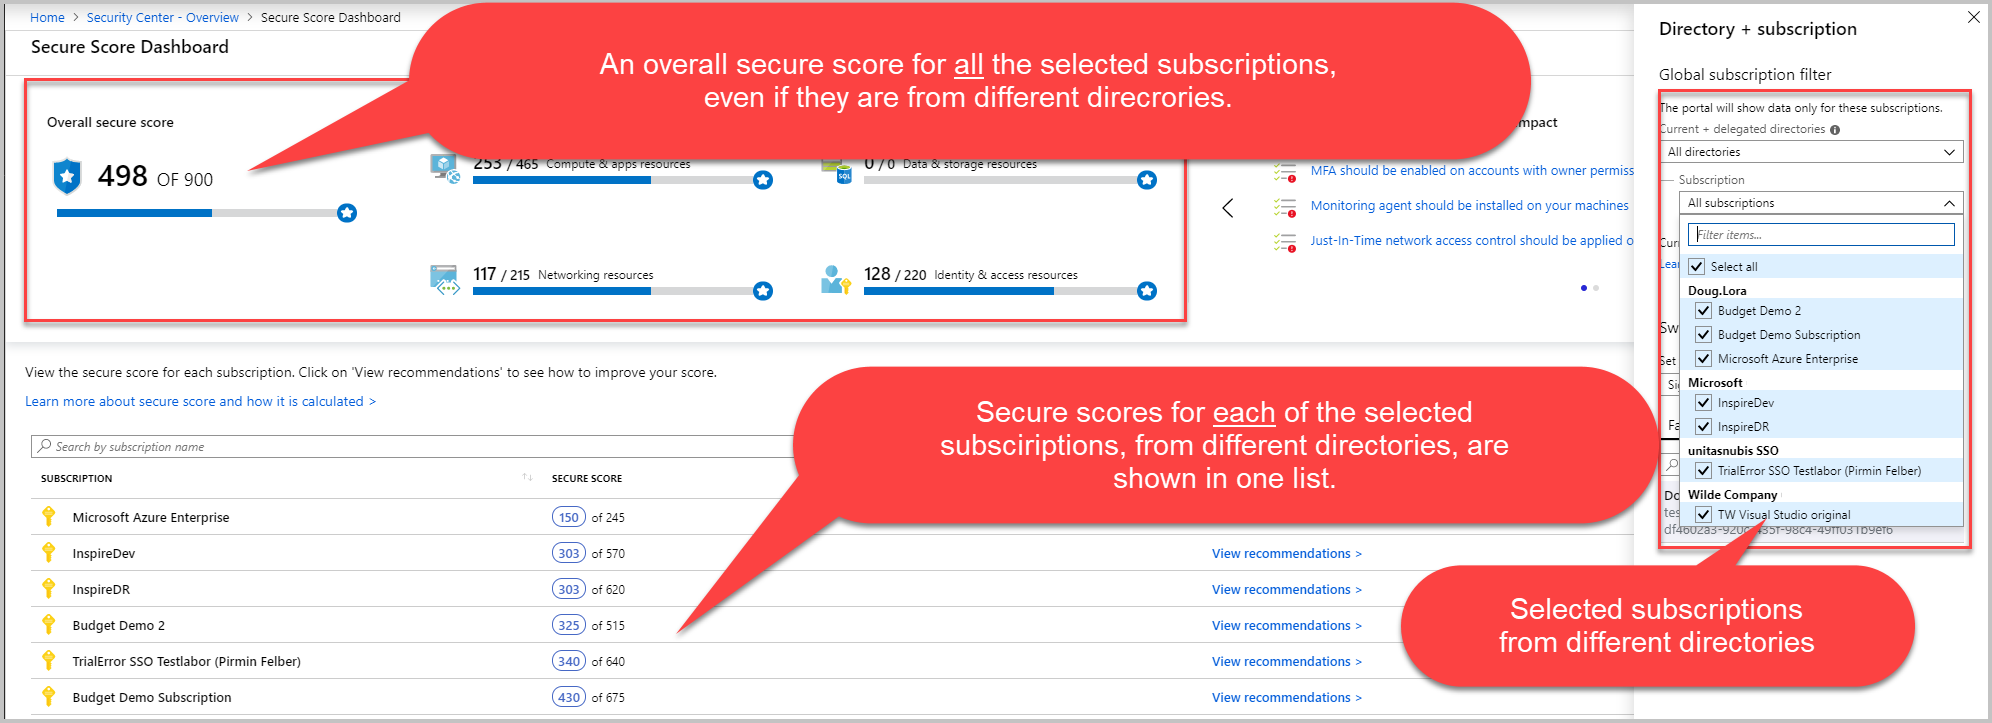 Home > Security Center - Overview > Secure Score Dashboard
Secure Score Dashboard
An overall secure score for all the selected subscriptions,
even if they are from different direcrories.
Overall secure score
498 OF 900
253 / 465 Compute & apps resources
0 / 0 Data & storage resources
SQL
117 / 215 Networking resources
128 / 220 Identity & access resources
mpact
MFA should be enabled on accounts with owner permiss
Monitoring agent should be installed on your machines
Just-In-Time network access control should be applied o
View the secure score for each subscription. Click on 'View recommendations' to see how to improve your score.
Learn more about secure score and how it is calculated >
Search by subscription name
SUBSCRIPTION
SECURE SCORE
Microsoft Azure Enterprise 150 of 245
InspireDev 303 of 570 View recommendations >
InspireDR 303 of 620 View recommendations >
Budget Demo 2 325 of 515 View recommendations >
TrialError SSO Testlabor (Pirmin Felber) 340 of 640 View recommendations >
Budget Demo Subscription 430 of 675 View recommendations >
Secure scores for each of the selected
subsciriptions, from different directories, are
shown in one list.
Directory + subscription
Global subscription filter
The portal will show data only for these subscriptions.
Current + delegated directories
All directories
Subscription
All subscriptions
Filter items...
Select all
Doug.Lora
Budget Demo 2
Budget Demo Subscription
Microsoft Azure Enterprise
Microsoft
InspireDev
InspireDR
unitasnubis SSO
TrialError SSO Testlabor (Pirmin Felber)
Wilde Company
TW Visual Studio original
Cur
Lea
Sw
Set
Sig
Fa
Do
tes
Selected subscriptions
from different directories